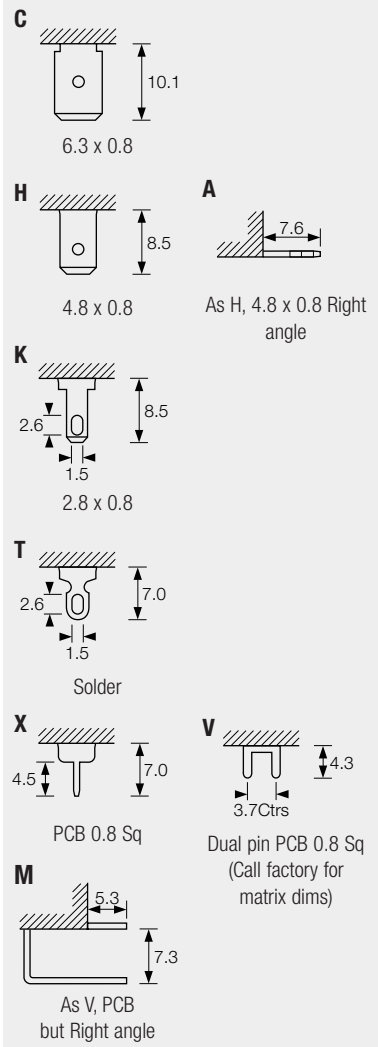 C
10.1
6.3 x 0.8
H
8.5
4.8 x 0.8
A
7.6
As H, 4.8 x 0.8 Right
angle
K
8.5
2.6
1.5
2.8 x 0.8
T
7.0
2.6
1.5
Solder
X
7.0
4.5
PCB 0.8 Sq
V
4.3
3.7Ctrs
Dual pin PCB 0.8 Sq
(Call factory for
matrix dims)
M
5.3
7.3
As V, PCB
but Right angle